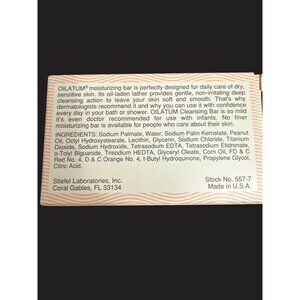 OILATUM® moisturizing bar is perfectly designed for daily care of dry,
sensitive skin. Its oil-laden lather provides gentle, non-irritating deep
cleansing action to leave your skin soft and smooth. That's why
dermatologists recommend it and why you can use it with confidence
every day in your bath or shower. OILATUM Cleansing Bar is so mild
it's even doctor recommended for use with infants. No finer
moisturizing bar is available for people who care about their skin.
INGREDIENTS: Sodium Palmate, Water, Sodium Palm Kernelate, Peanut
Oil, Octyl Hydroxystearate, Lecithin, Glycerin, Sodium Chloride, Titanium
Dioxide, Sodium Hydroxide, Tetrasodium EDTA, Tetrasodium Etidronate,
o-Tolyl Biguanide, Trisodium HEDTA, Glyceryl Oleate, Corn Oil, FD & C
Red No. 4, D & C Orange No. 4, t-Butyl Hydroquinone, Propylene Glycol,
Citric Acid.
Stiefel Laboratories, Inc.
Coral Gables, FL 33134
Stock No. 557-7
Made in U.S.A.